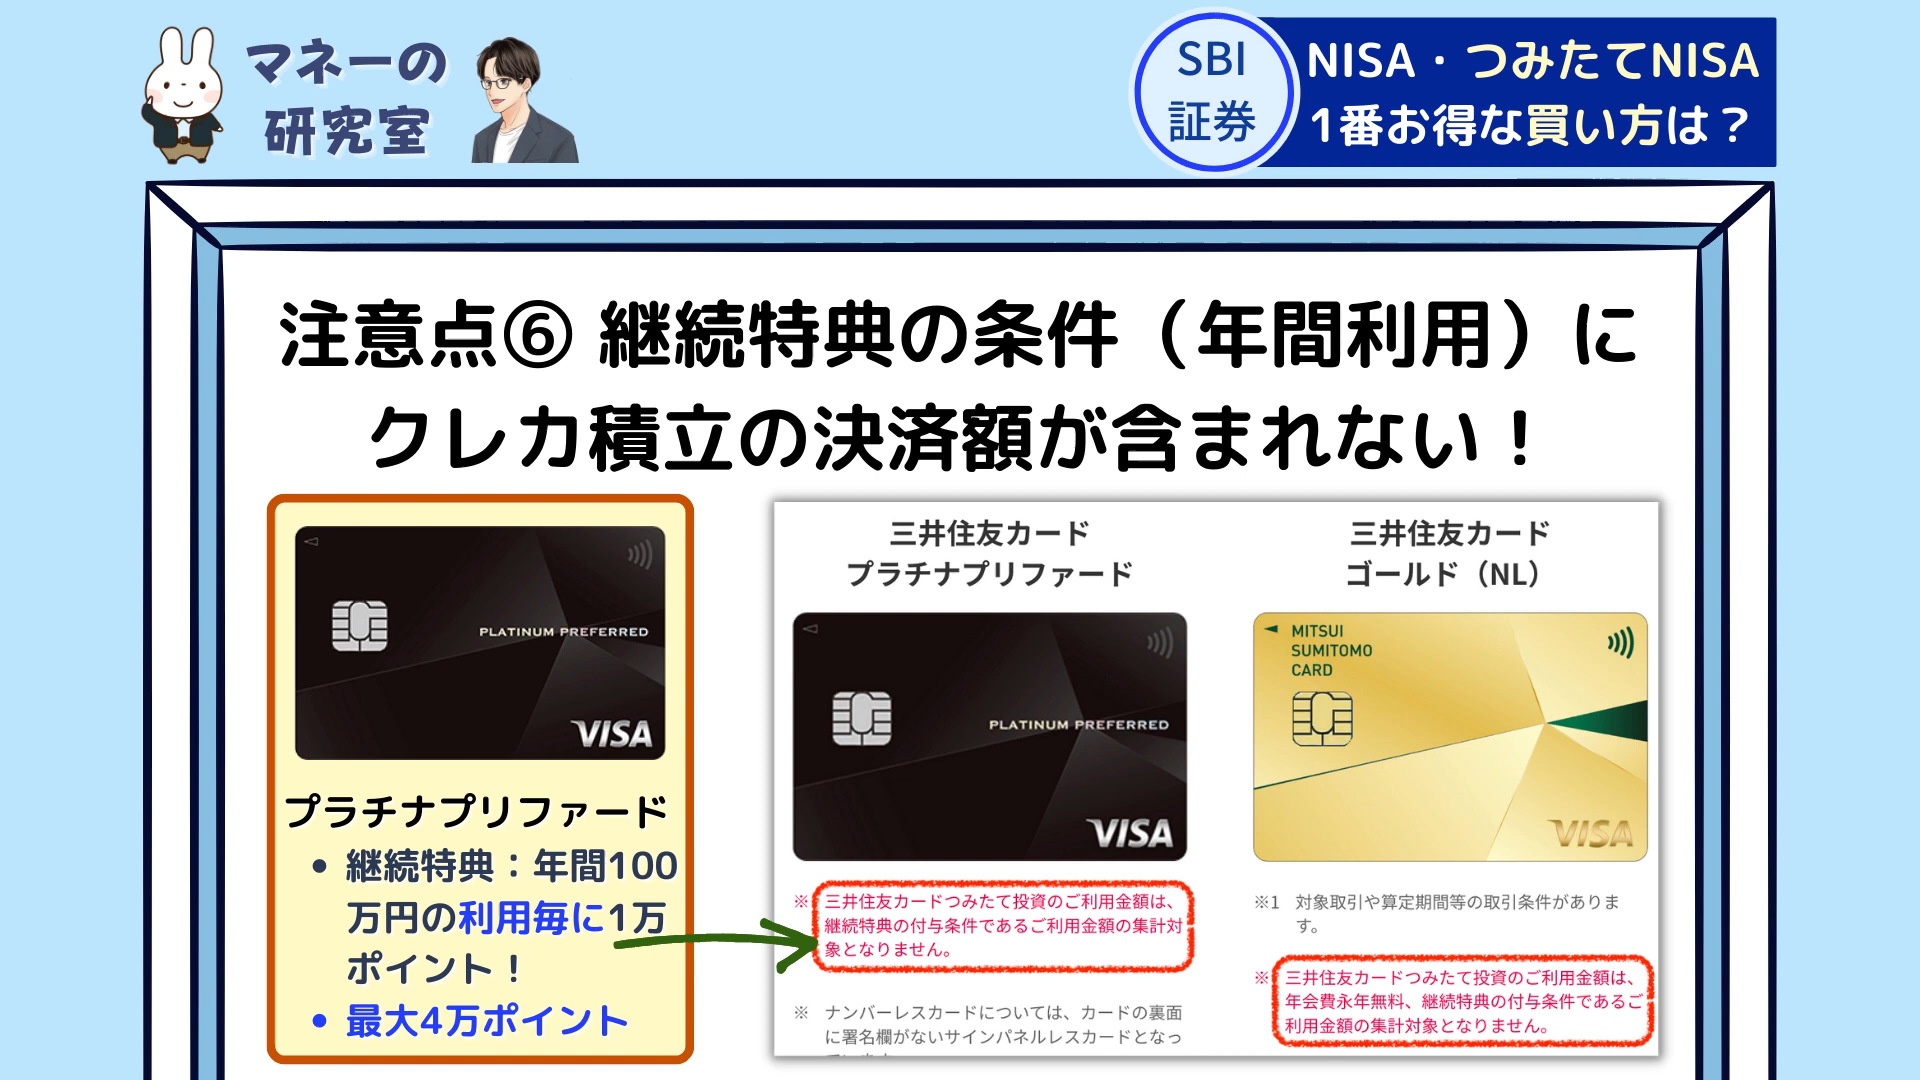 マネーの
研究室
SBI
証券
NISA・つみたてNISA
1番お得な買い方は？
注意点⑥ 継続特典の条件（年間利用）に
クレカ積立の決済額が含まれない！
PLATINUM PREFERRED
VISA
プラチナプリファード
• 継続特典：年間100
万円の利用毎に1万
ポイント！
• 最大4万ポイント
三井住友カード
プラチナプリファード
PLATINUM PREFERRED
VISA
※ 三井住友カードつみたて投資のご利用金額は、
継続特典の付与条件であるご利用金額の集計対
象となりません。
※ ナンバーレスカードについては、カードの裏面
に署名欄がないサインパネルレスカードとなっ
三井住友カード
ゴールド（NL）
MITSUI
SUMITOMO
CARD
VISA
※1 対象取引や算定期間等の取引条件がありま
す。
※ 三井住友カードつみたて投資のご利用金額は、
年会費永年無料、継続特典の付与条件であるご
利用金額の集計対象となりません。